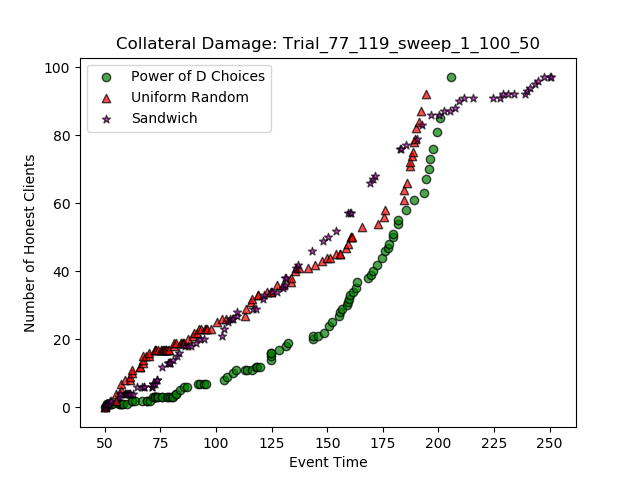 Collateral Damage: Trial_77_119_sweep_1_100_50
Power of D Choices
Uniform Random
Sandwich
Number of Honest Clients
100
80
60
40
20
0
50
75
100
125
150
175
200
225
250
Event Time